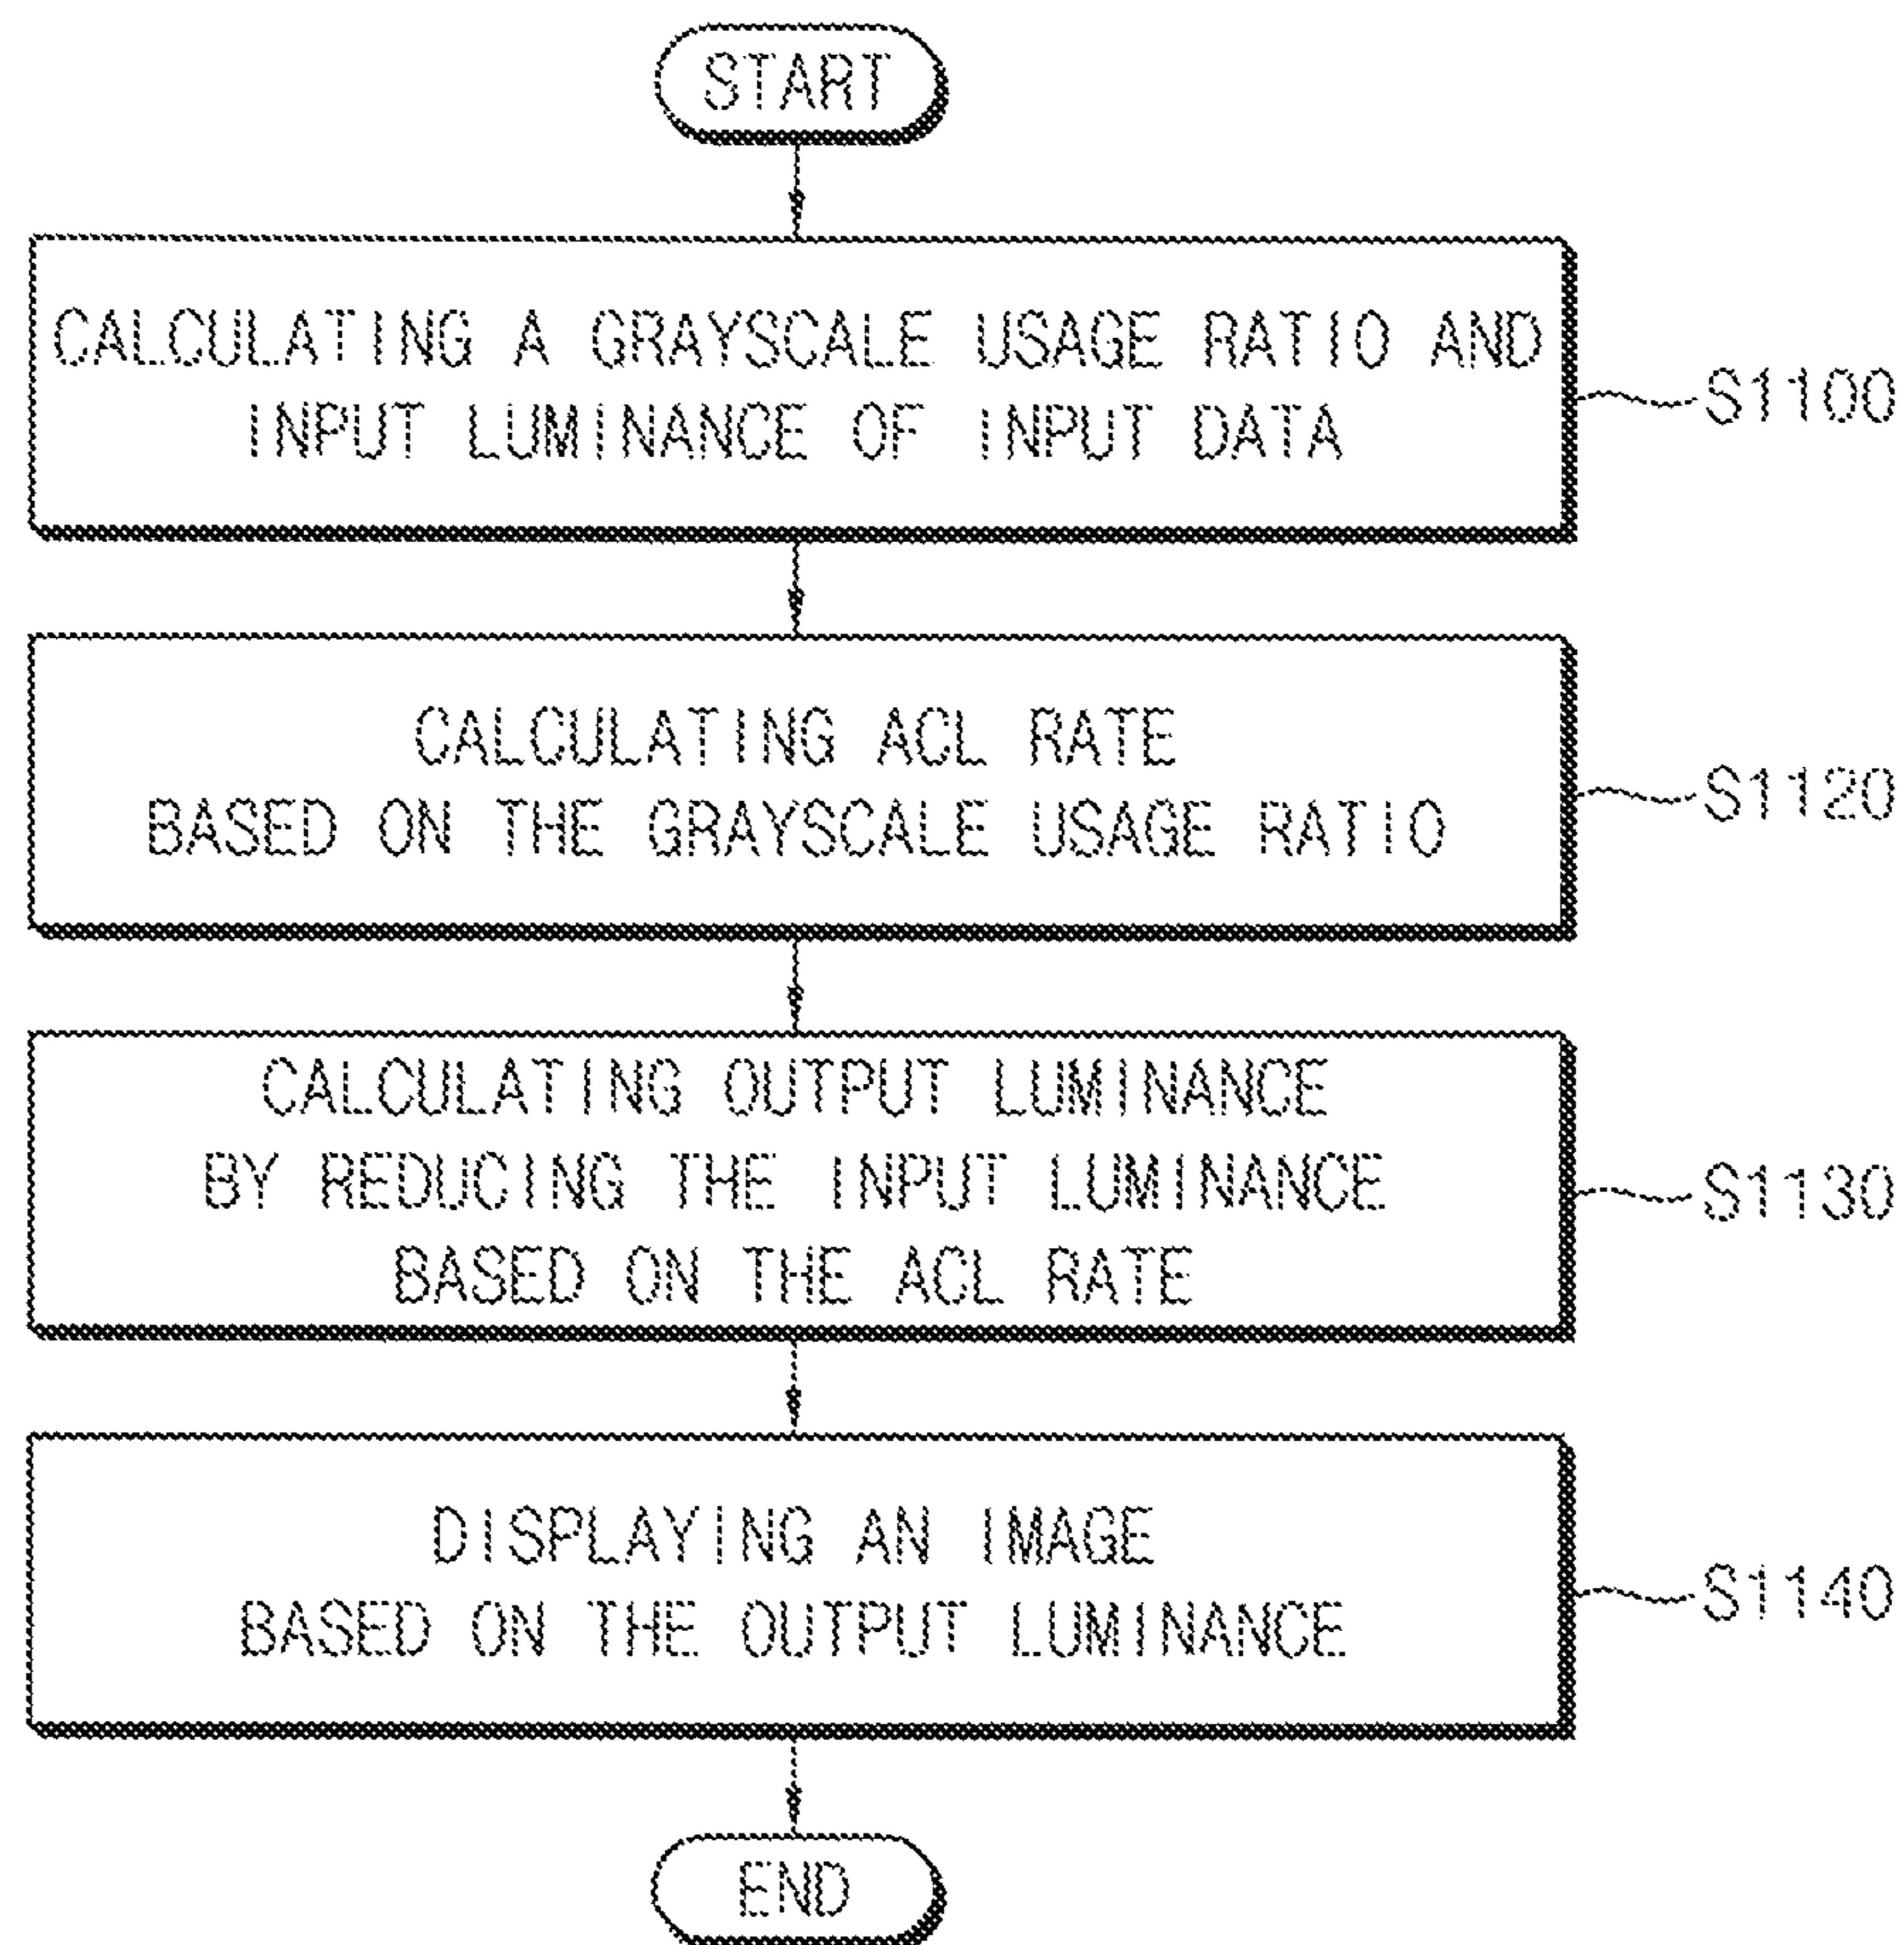 START
CALCULATING A GRAYSCALE USAGE RATIO AND
INPUT LUMINANCE OF INPUT DATA
S1100
CALCULATING ACL RATE
BASED ON THE GRAYSCALE USAGE RATIO
S1120
CALCULATING OUTPUT LUMINANCE
BY REDUCING THE INPUT LUMINANCE
BASED ON THE ACL RATE
S1130
DISPLAYING AN IMAGE
BASED ON THE OUTPUT LUMINANCE
S1140
END